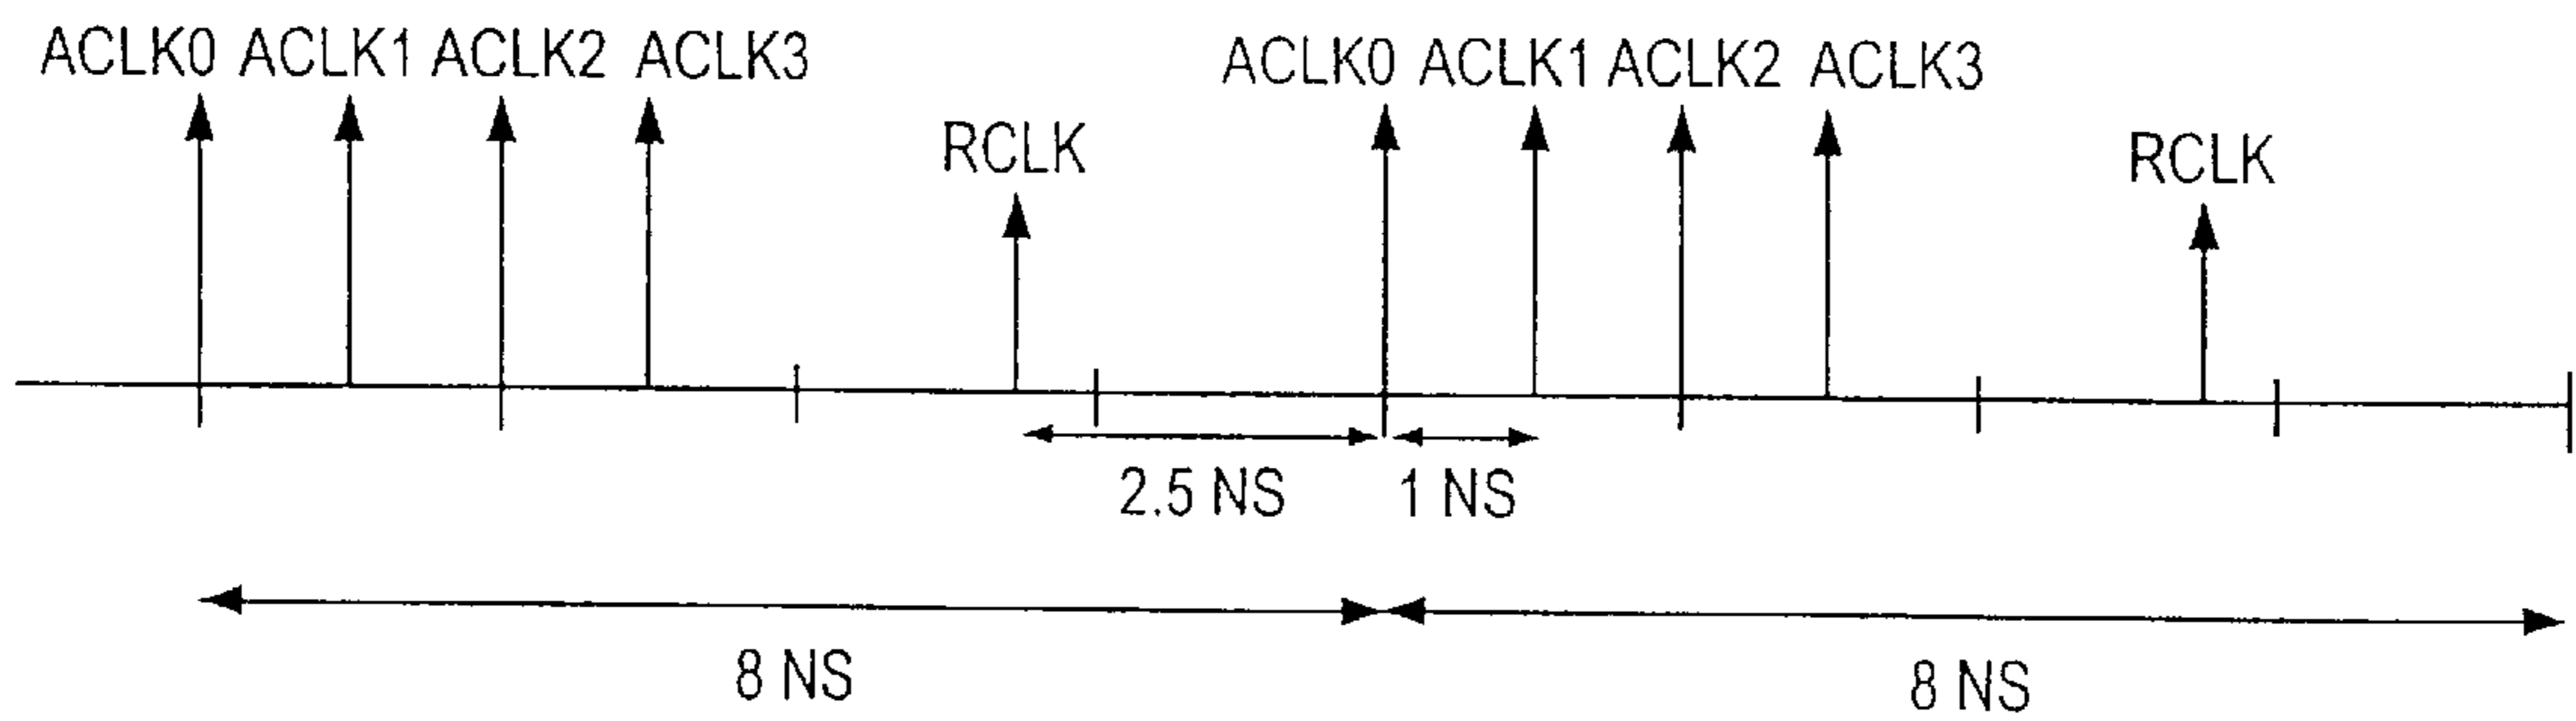 ACLK0 ACLK1 ACLK2 ACLK3 ACLK0 ACLK1 ACLK2 ACLK3
RCLK RCLK
2.5 NS 1 NS
8 NS 8 NS